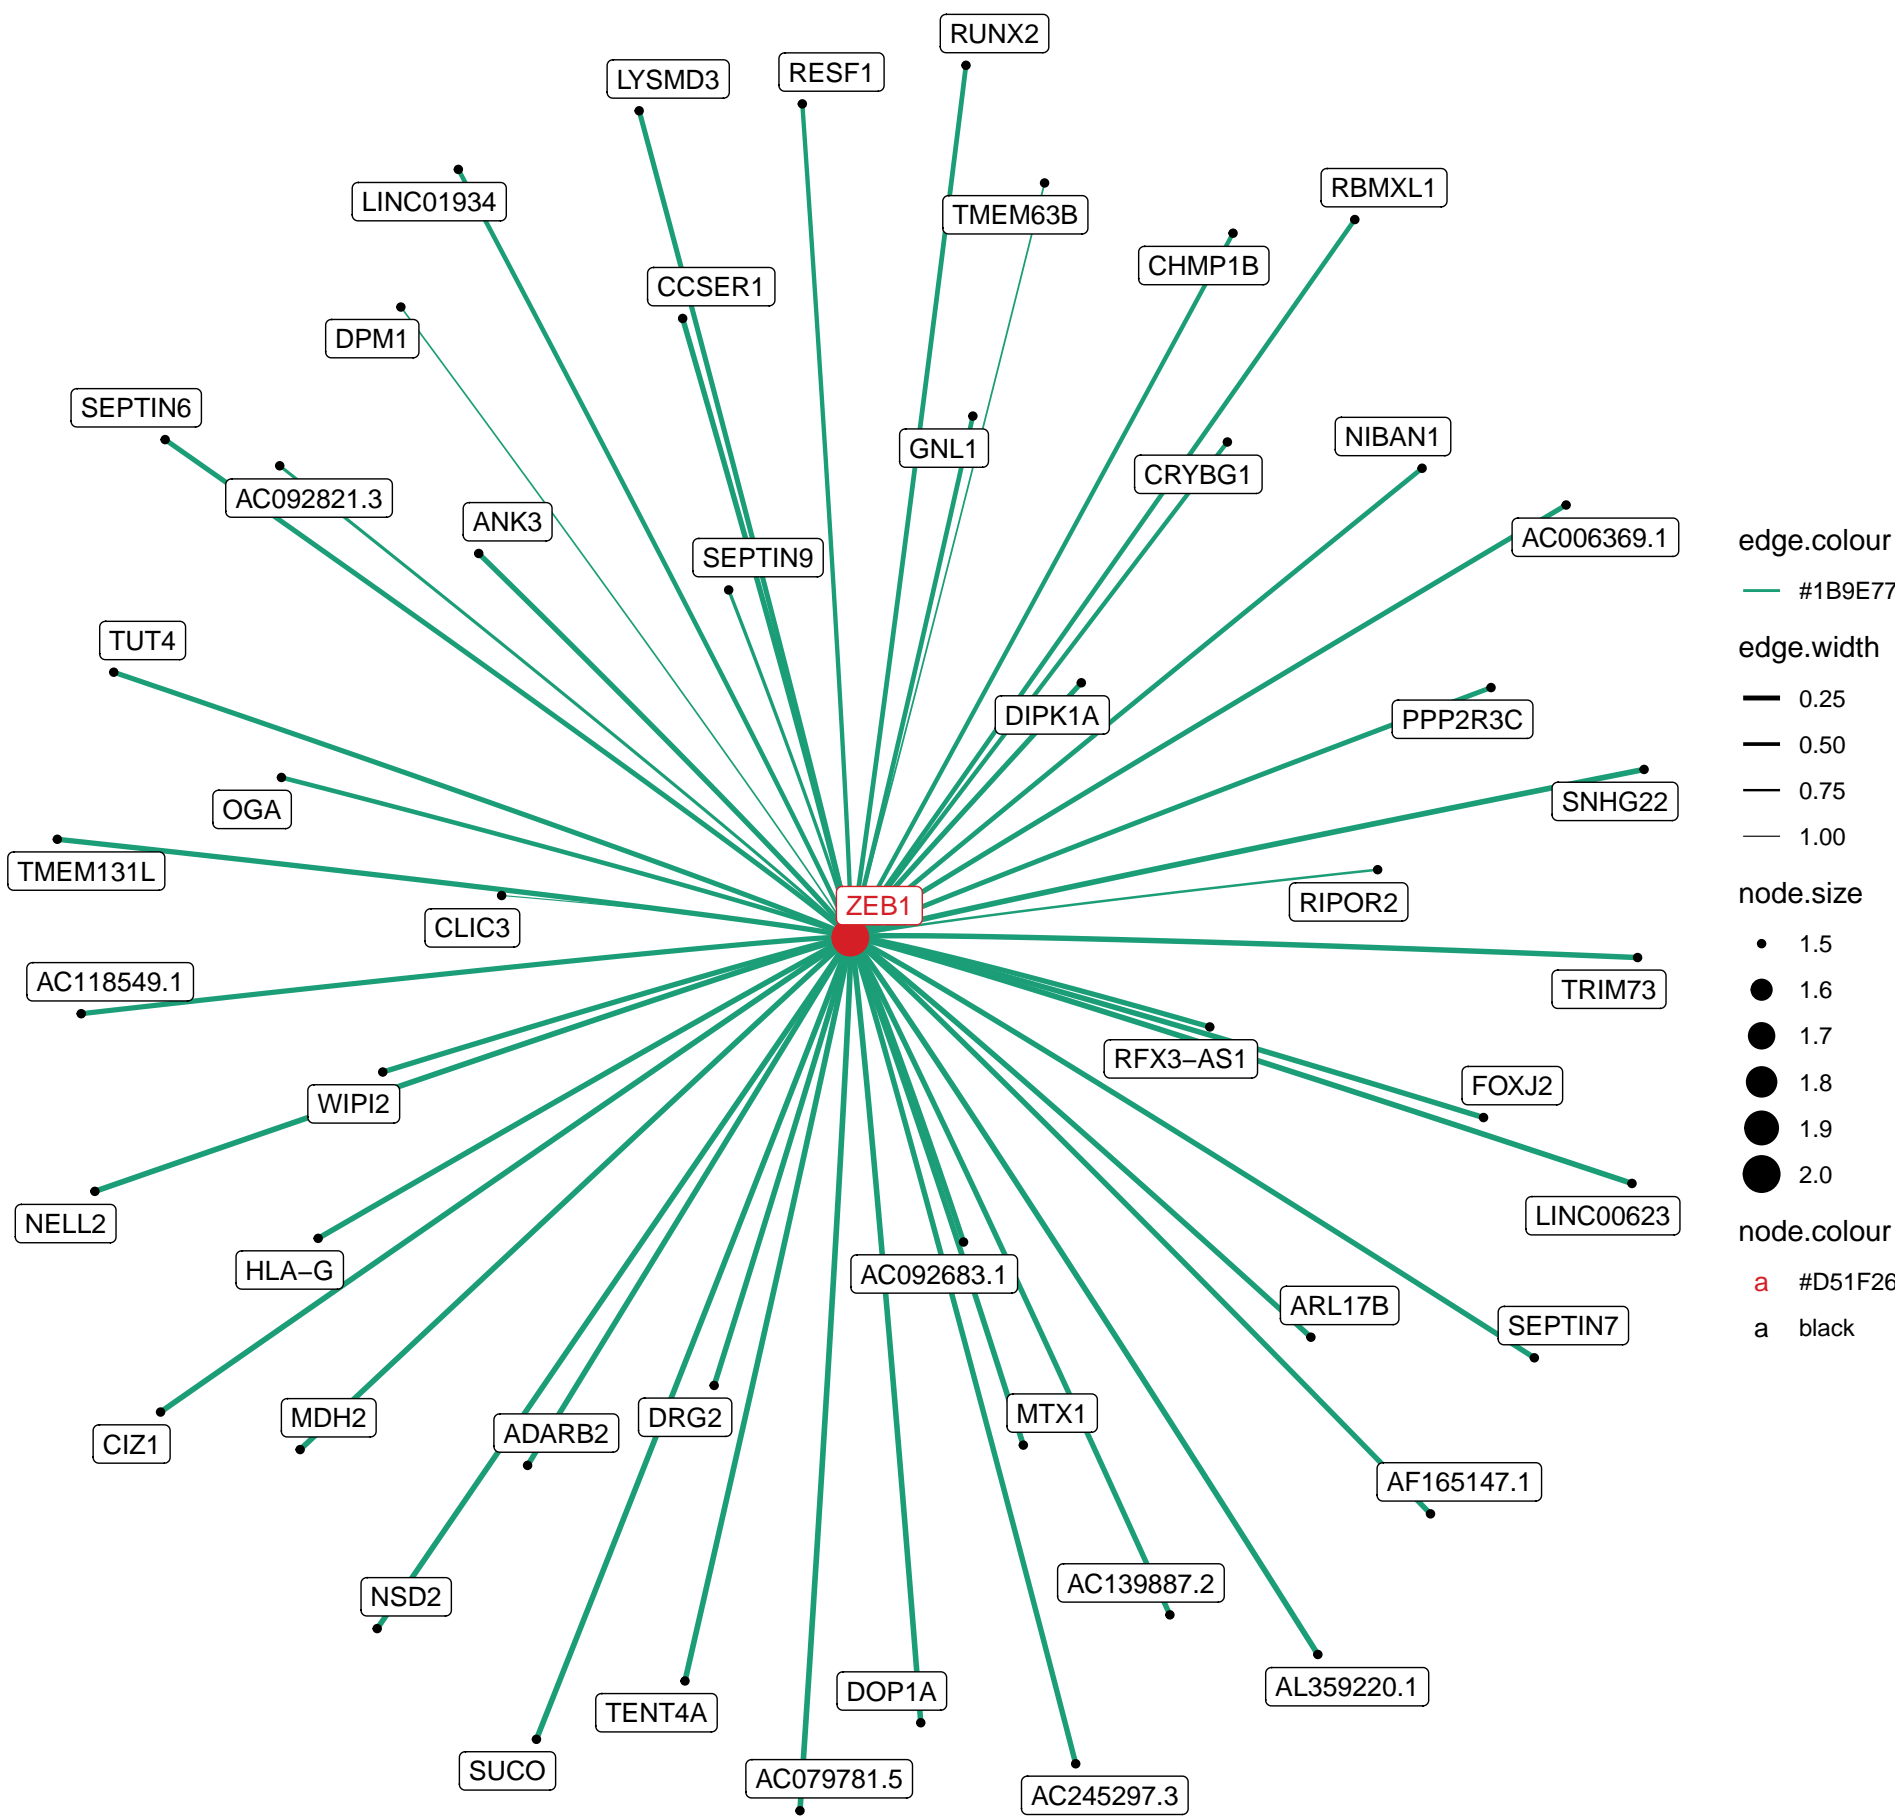 RUNX2
LYSMD3
RESF1
LINC01934
TMEM63B
RBMXL1
CHMP1B
CCSER1
DPM1
SEPTIN6
GNL1
NIBAN1
CRYBG1
AC092821.3
ANK3
AC006369.1
SEPTIN9
TUT4
DIPK1A
PPP2R3C
OGA
SNHG22
TMEM131L
ZEB1
RIPOR2
CLIC3
AC118549.1
TRIM73
RFX3−AS1
FOXJ2
WIPI2
NELL2
LINC00623
HLA−G
AC092683.1
ARL17B
SEPTIN7
MDH2
CIZ1
ADARB2
DRG2
MTX1
AF165147.1
NSD2
AC139887.2
AL359220.1
DOP1A
TENT4A
SUCO
AC079781.5
AC245297.3
edge.colour
#1B9E77
edge.width
0.25
0.50
0.75
1.00
node.size
1.5
1.6
1.7
1.8
1.9
2.0
node.colour
a #D51F26
a black